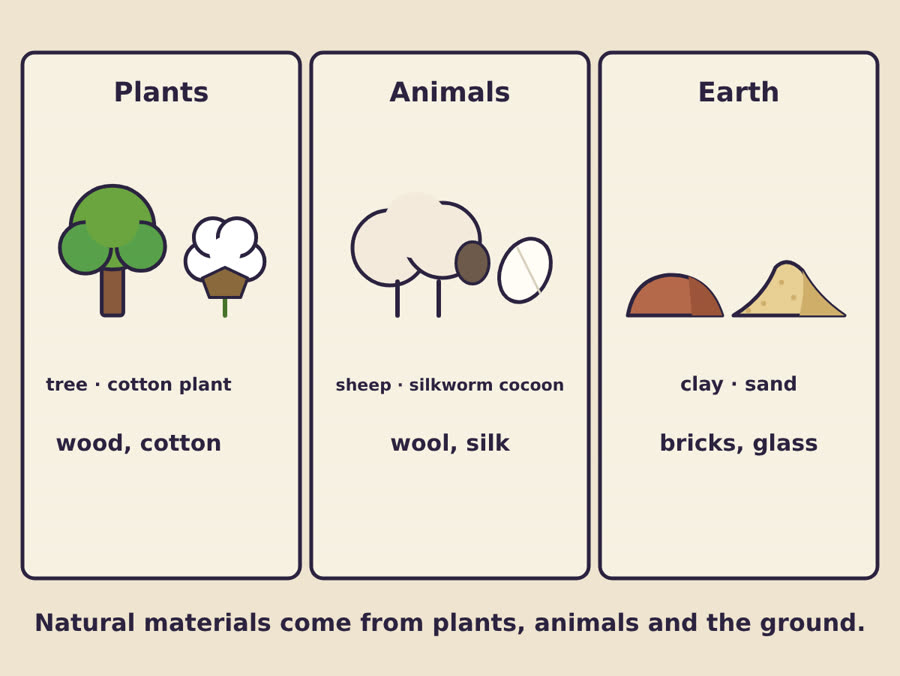 Plants
tree · cotton plant
wood, cotton
Animals
sheep · silkworm cocoon
wool, silk
Earth
clay · sand
bricks, glass
Natural materials come from plants, animals and the ground.